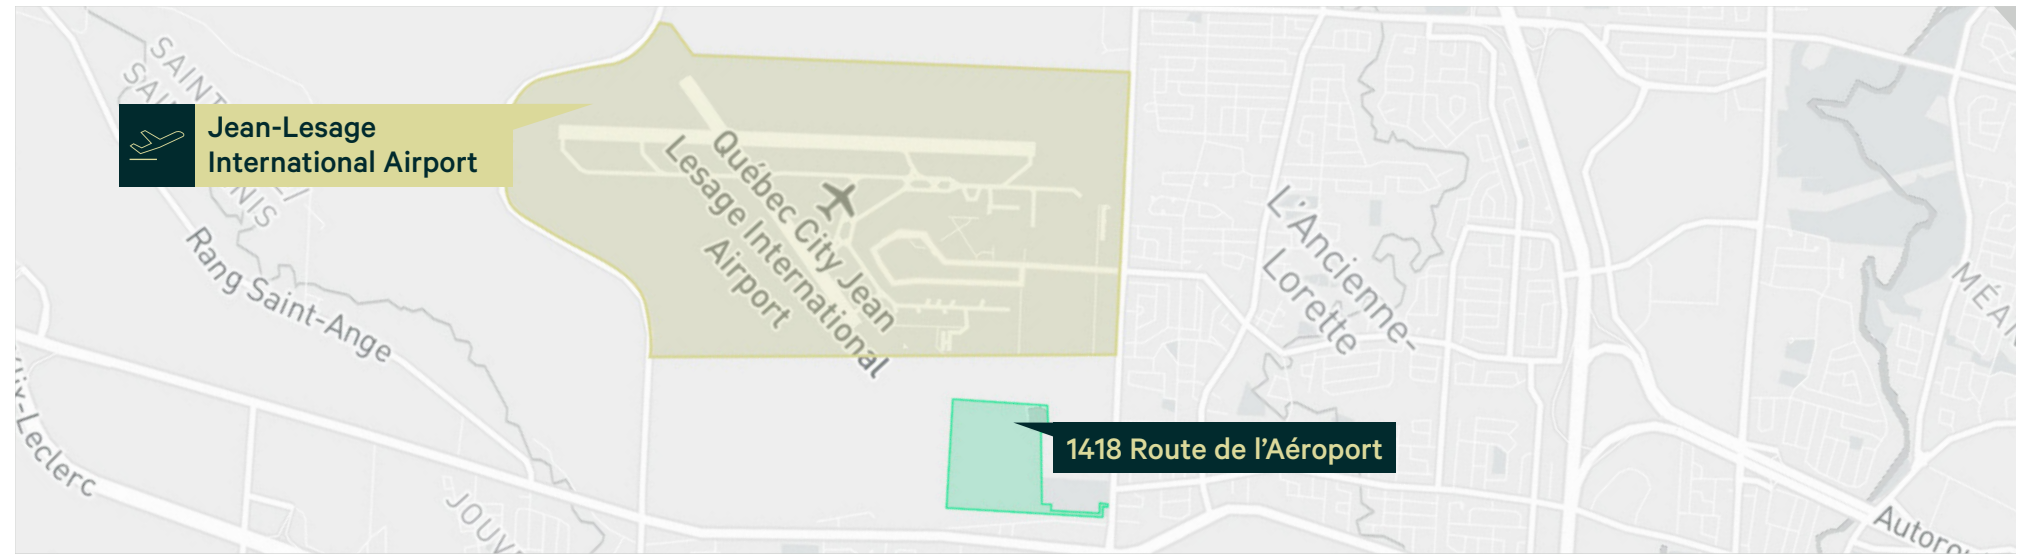 Jean-Lesage
International Airport
Québec City Jean
Lesage International
Airport
Rang Saint-Ange
L'Ancienne-
Lorette
1418 Route de l’Aéroport